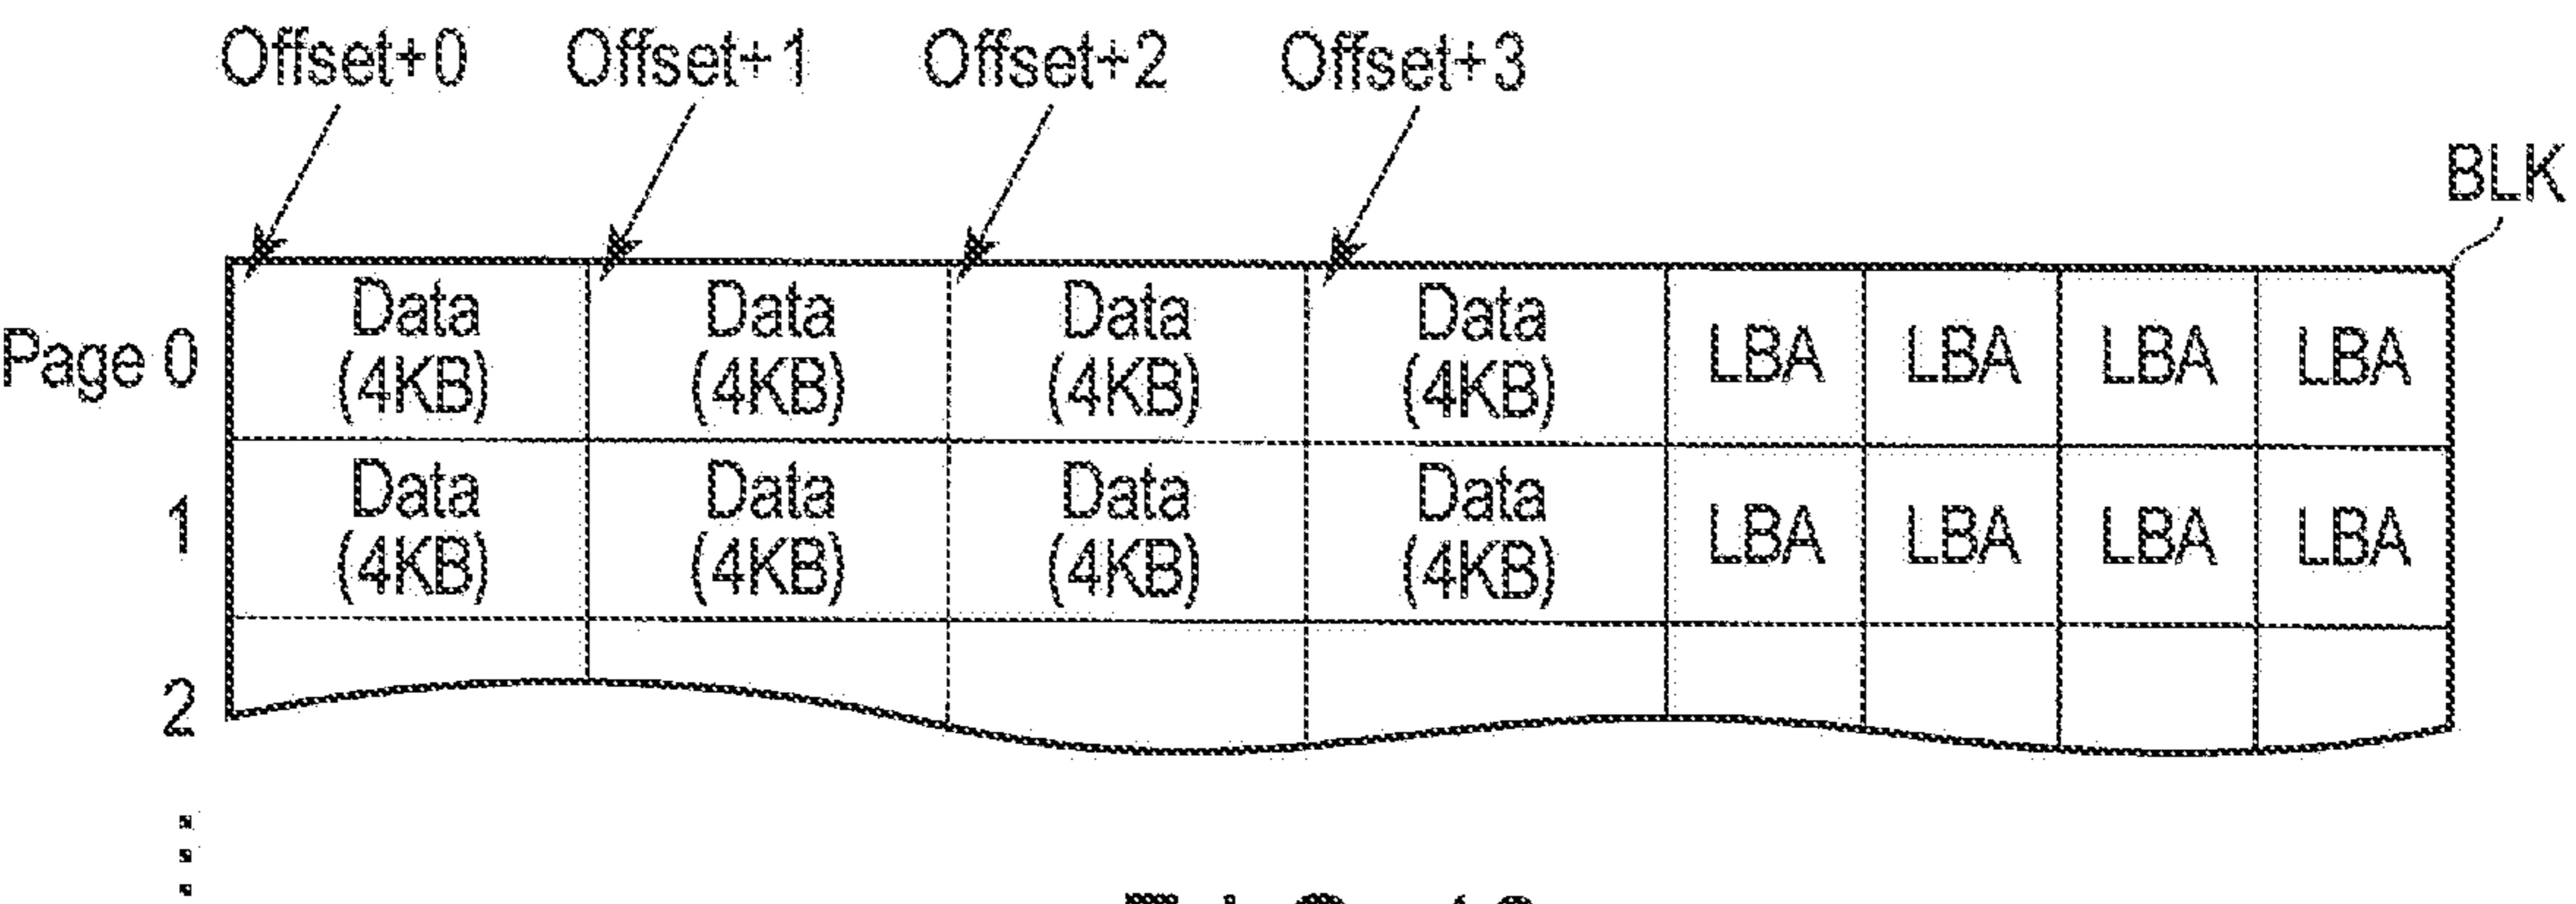 Offset+0 Offset+1 Offset+2 Offset+3
BLK
Page 0 Data (4KB) Data (4KB) Data (4KB) Data (4KB) LBA LBA LBA LBA
1 Data (4KB) Data (4KB) Data (4KB) Data (4KB) LBA LBA LBA LBA
2